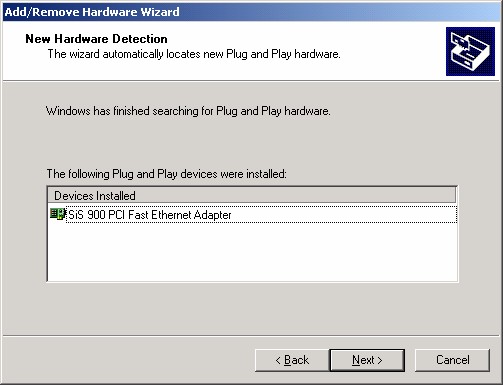 Add/Remove Hardware Wizard
New Hardware Detection
The wizard automatically locates new Plug and Play hardware.
Windows has finished searching for Plug and Play hardware.
The following Plug and Play devices were installed:
Devices Installed
SiS 900 PCI Fast Ethernet Adapter
< Back
Next >
Cancel